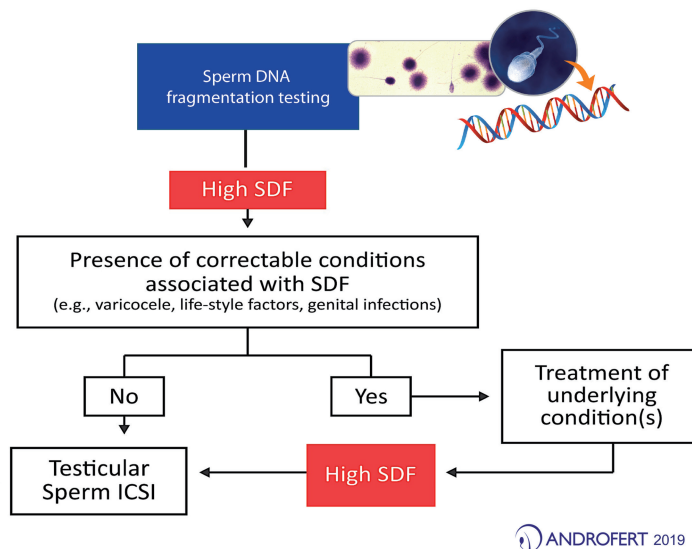 Sperm DNA
fragmentation testing
High SDF
Presence of correctable conditions
associated with SDF
(e.g., varicocele, life-style factors, genital infections)
No
Yes
Treatment of
underlying
condition(s)
Testicular
Sperm ICSI
High SDF
ANDROFERT 2019